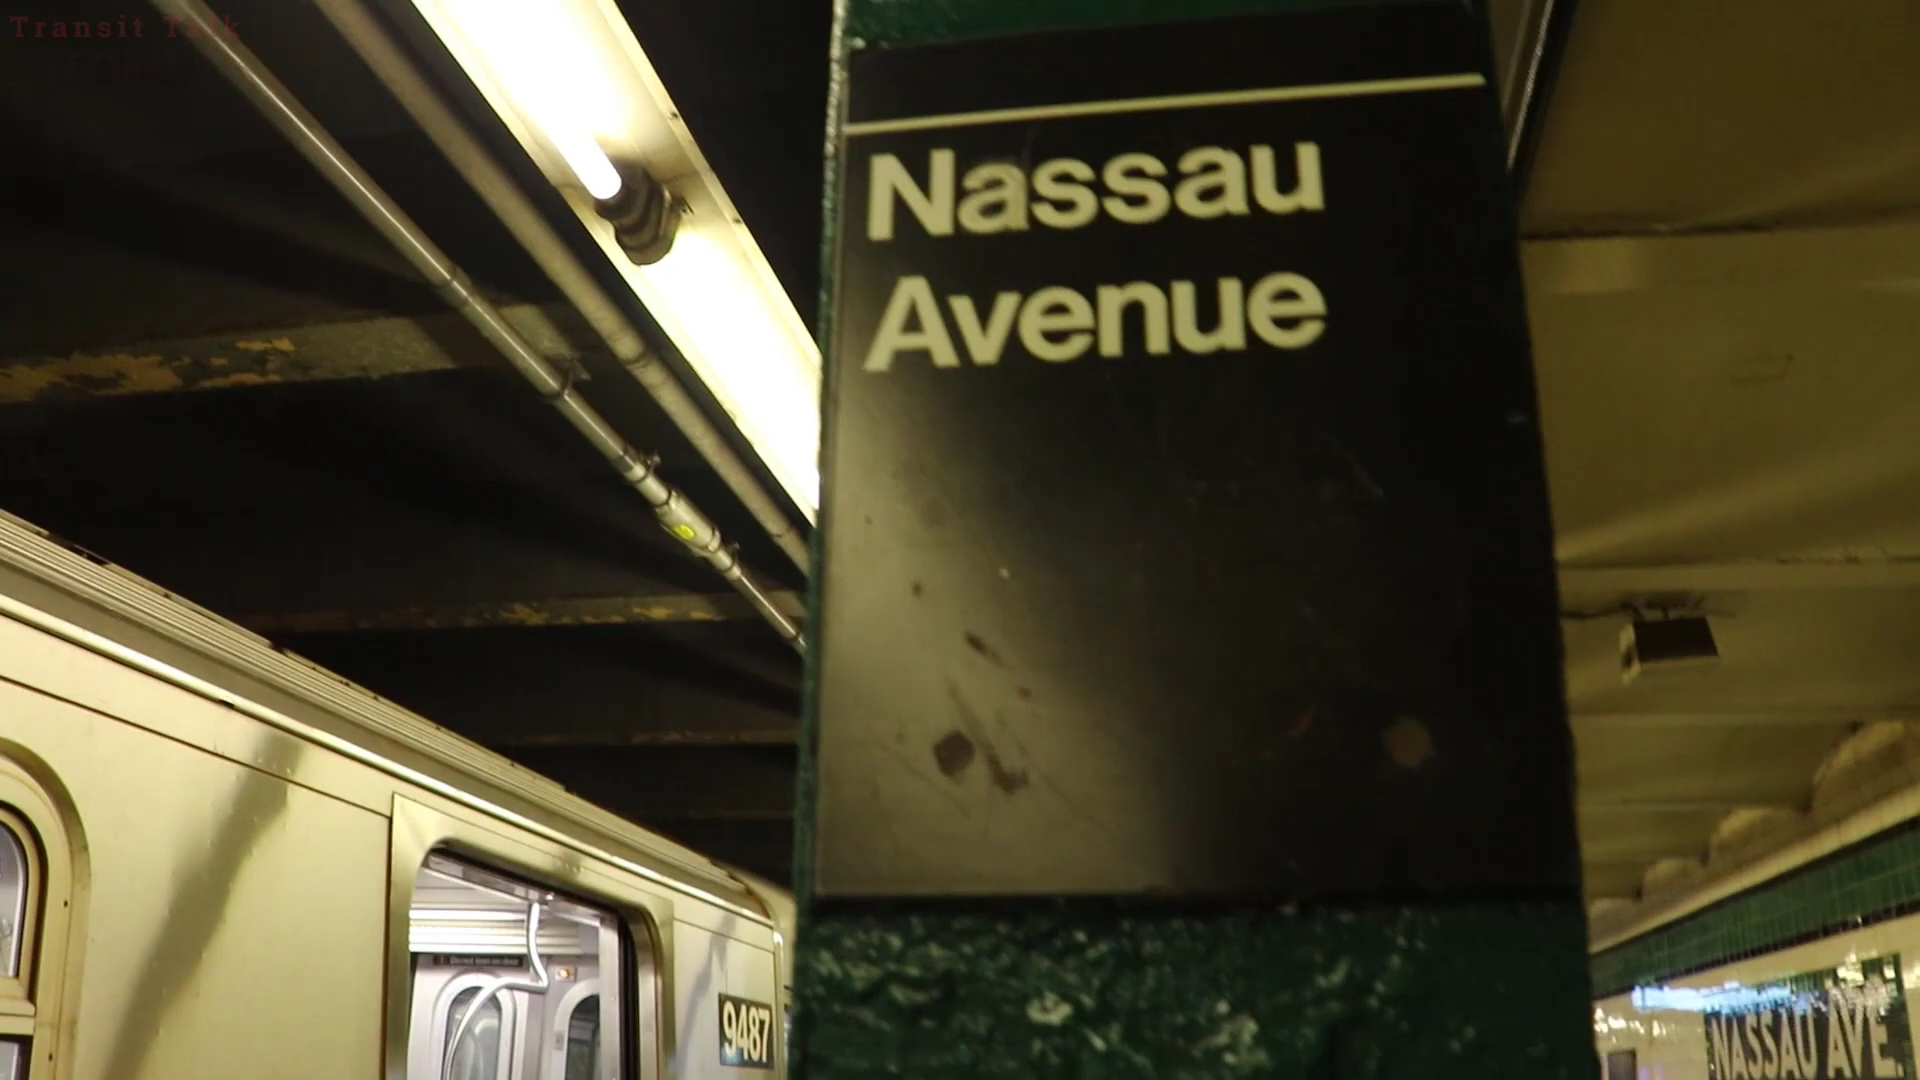 Transit Talk
Nassau
Avenue
9487
NASSAU AVE.